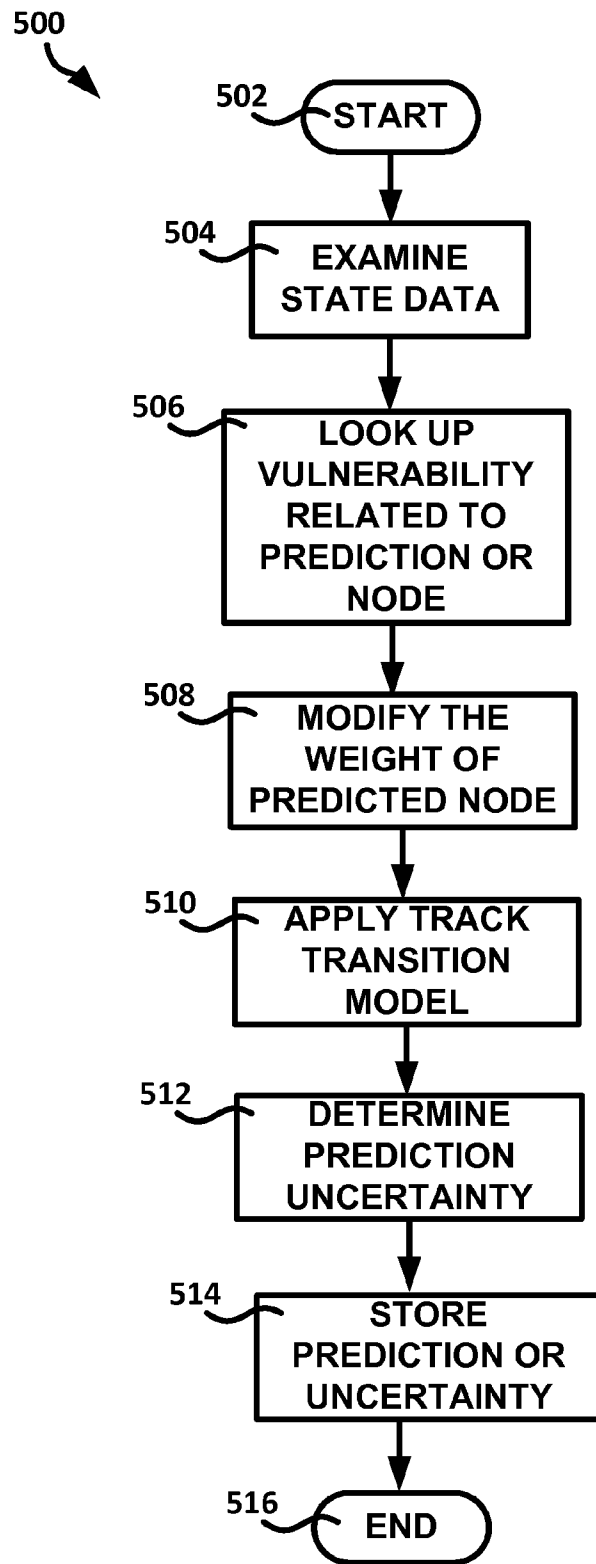 500
502
START
504
EXAMINE
STATE DATA
506
LOOK UP
VULNERABILITY
RELATED TO
PREDICTION OR
NODE
508
MODIFY THE
WEIGHT OF
PREDICTED NODE
510
APPLY TRACK
TRANSITION
MODEL
512
DETERMINE
PREDICTION
UNCERTAINTY
514
STORE
PREDICTION OR
UNCERTAINTY
516
END